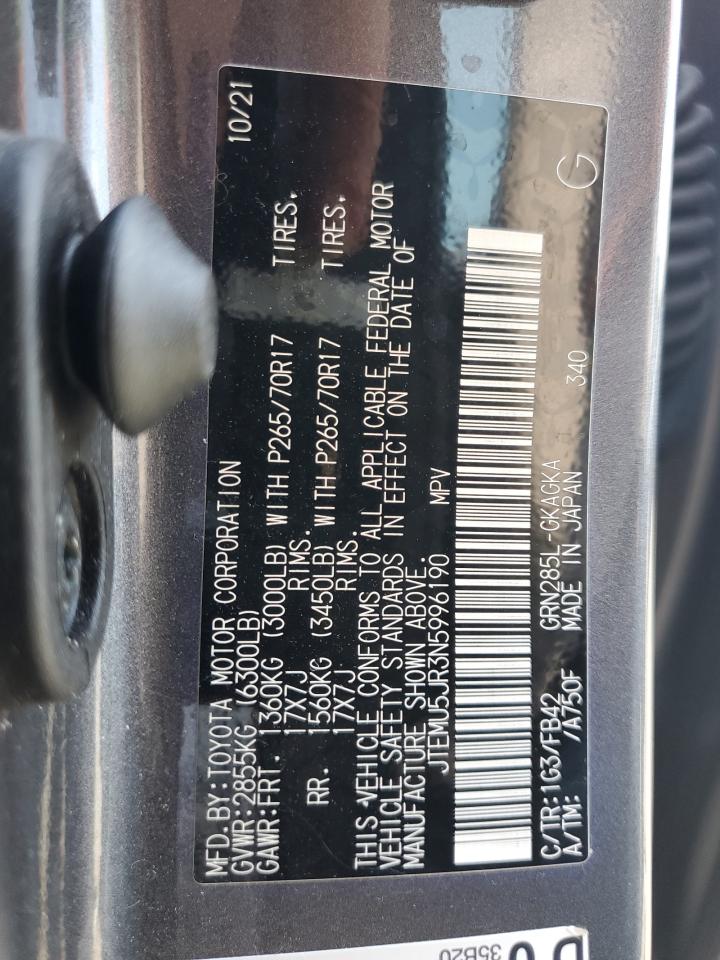 MFD.BY:TOYOTA MOTOR CORPORATION 10/21
GVWR:2855KG (6300LB)
GAWR:FRT. 1360KG (3000LB) WITH P265/70R17 TIRES.
17X7J RIMS.
RR. 1560KG (3450LB) WITH P265/70R17 TIRES.
17X7J RIMS.
THIS VEHICLE CONFORMS TO ALL APPLICABLE FEDERAL MOTOR
VEHICLE SAFETY STANDARDS IN EFFECT ON THE DATE OF
MANUFACTURE SHOWN ABOVE.
JTEMU5JR3N5996190 MPV
C/TR:1G3/FB42 GRN285L-GKAGKA 340 G
A/TM: /A750F MADE IN JAPAN
35B20